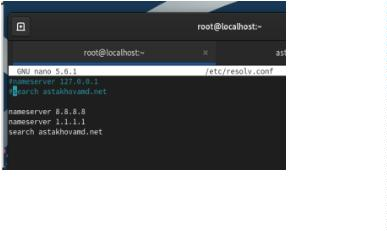 root@localhost:~
root@localhost:~ × ast
GNU nano 5.6.1 /etc/resolv.conf
#nameserver 127.0.0.1
#search astakhovamd.net
nameserver 8.8.8.8
nameserver 1.1.1.1
search astakhovamd.net